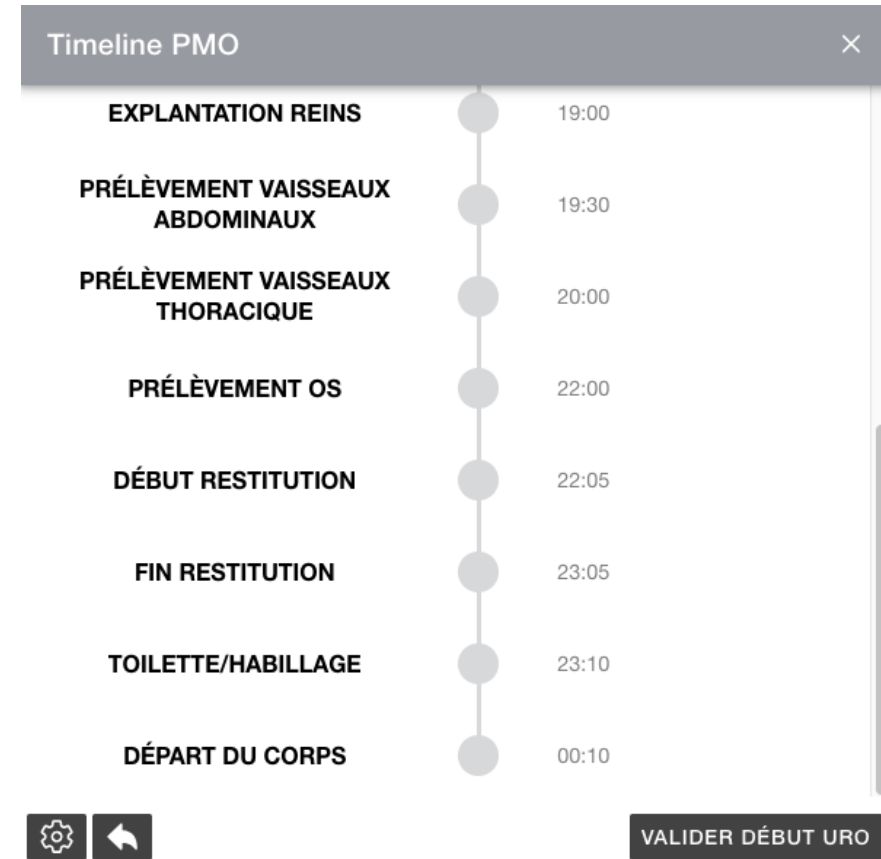 Timeline PMO
EXPLANTATION REINS 19:00
PRÉLÈVEMENT VAISSEAUX
ABDOMINAUX 19:30
PRÉLÈVEMENT VAISSEAUX
THORACIQUE 20:00
PRÉLÈVEMENT OS 22:00
DÉBUT RESTITUTION 22:05
FIN RESTITUTION 23:05
TOILETTE/HABILLAGE 23:10
DÉPART DU CORPS 00:10
VALIDER DÉBUT URO